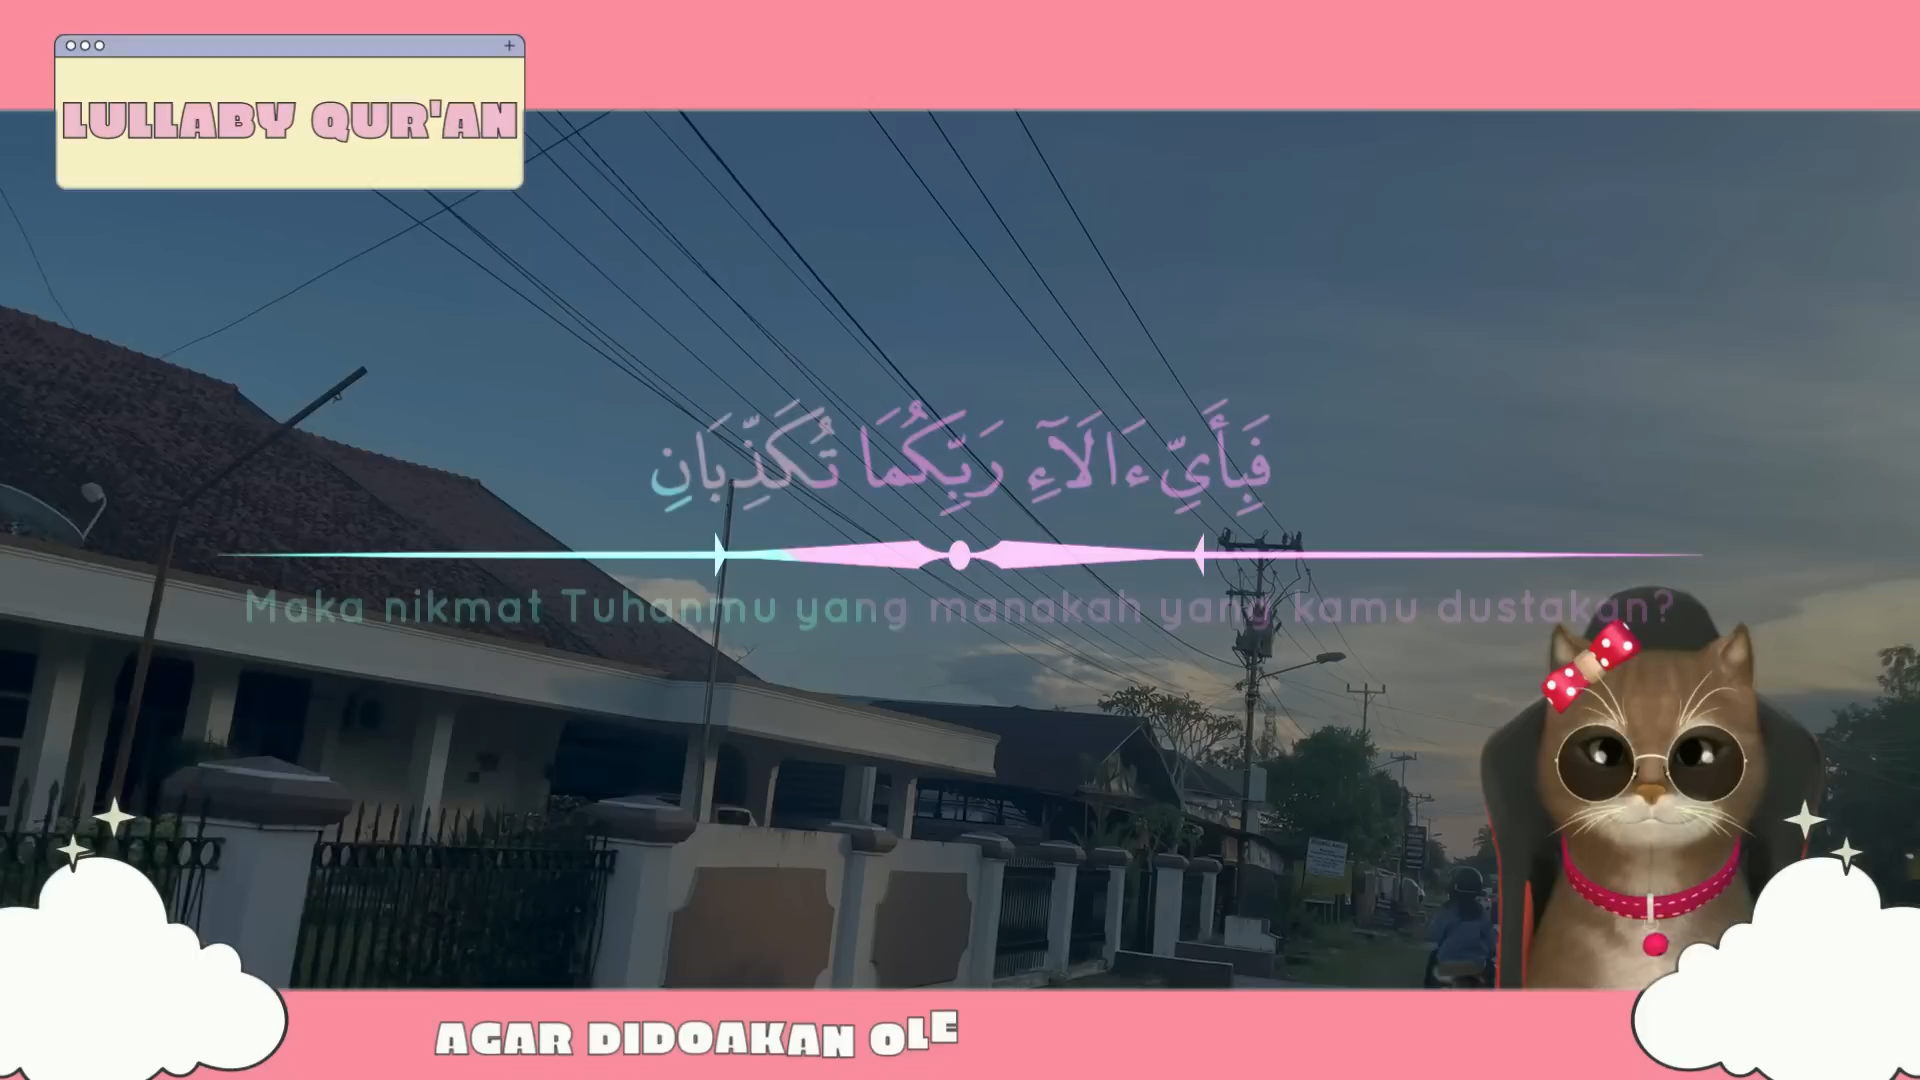 LULLABY QUR'AN
فَبِأَيِّ ءَالَآءِ رَبِّكُمَا تُكَذِّبَانِ
Maka nikmat Tuhanmu yang manakah yang kamu dustakan?
AGAR DIDOAKAN OLE